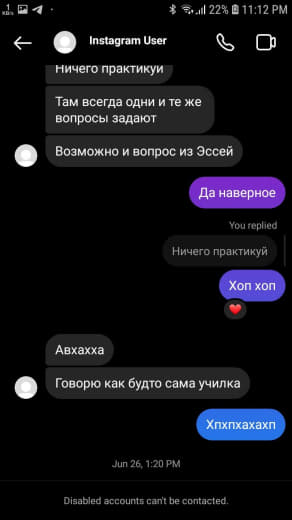 1
KB/s
22%
11:12 PM
Instagram User
Ничего практикуй
Там всегда одни и те же
вопросы задают
Возможно и вопрос из Эссей
Да наверное
You replied
Ничего практикуй
Хоп хоп
Авхахха
Говорю как будто сама училка
Хпхпхахахп
Jun 26, 1:20 PM
Disabled accounts can't be contacted.